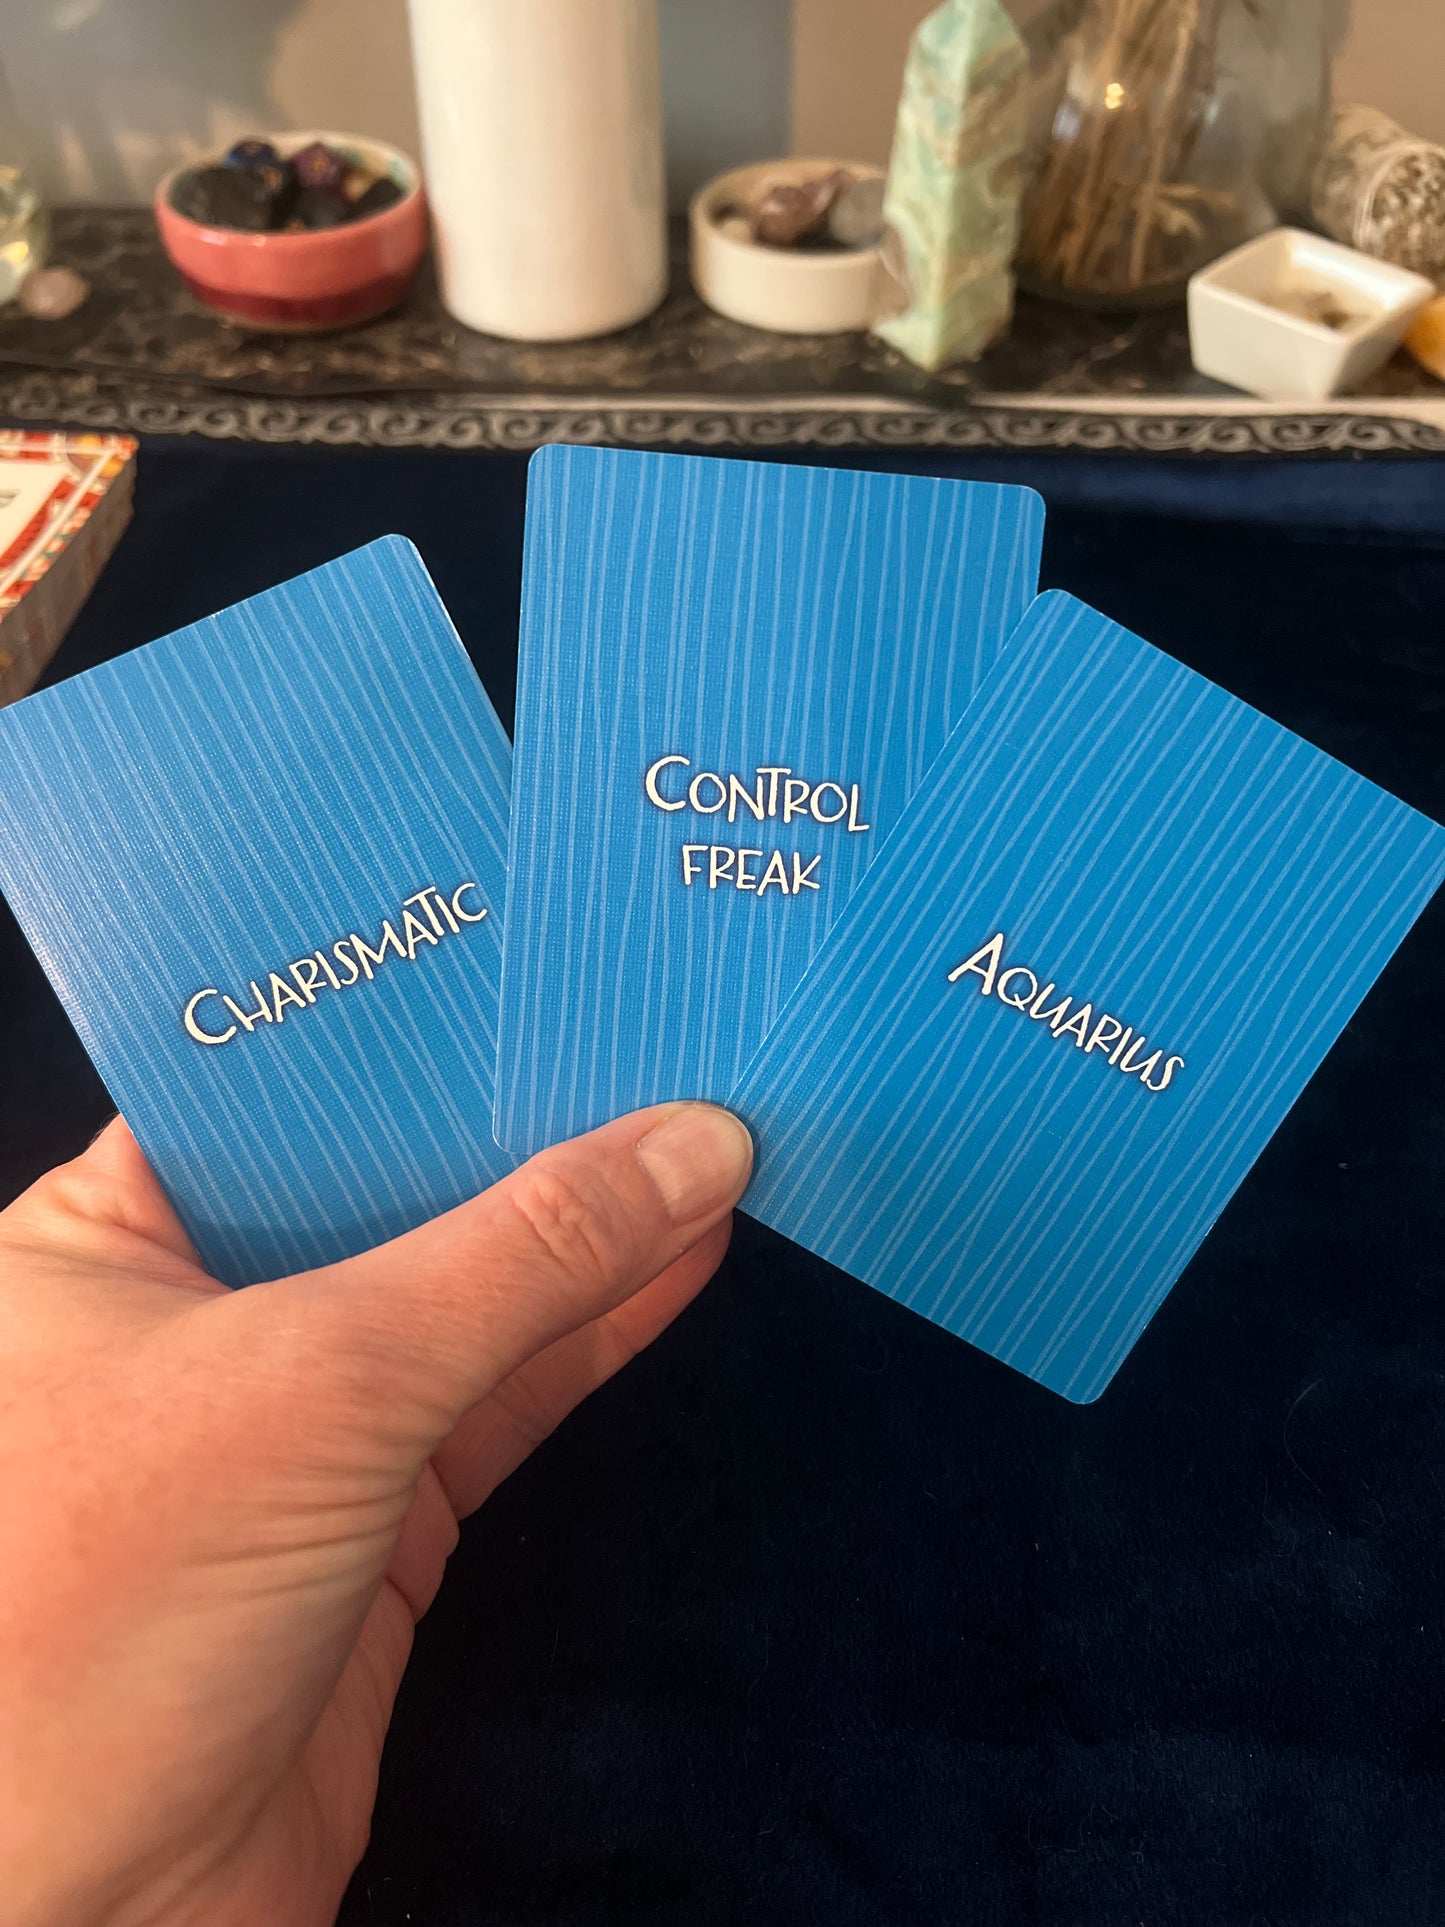 Charismatic
Control
freak
Aquarius